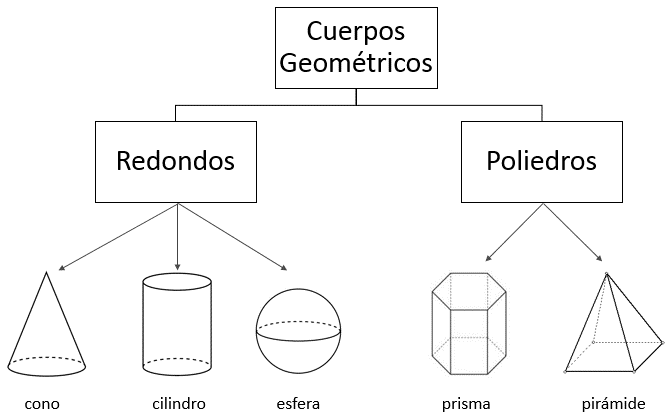 Cuerpos
Geométricos
Redondos
Poliedros
cono
cilindro
esfera
prisma
pirámide